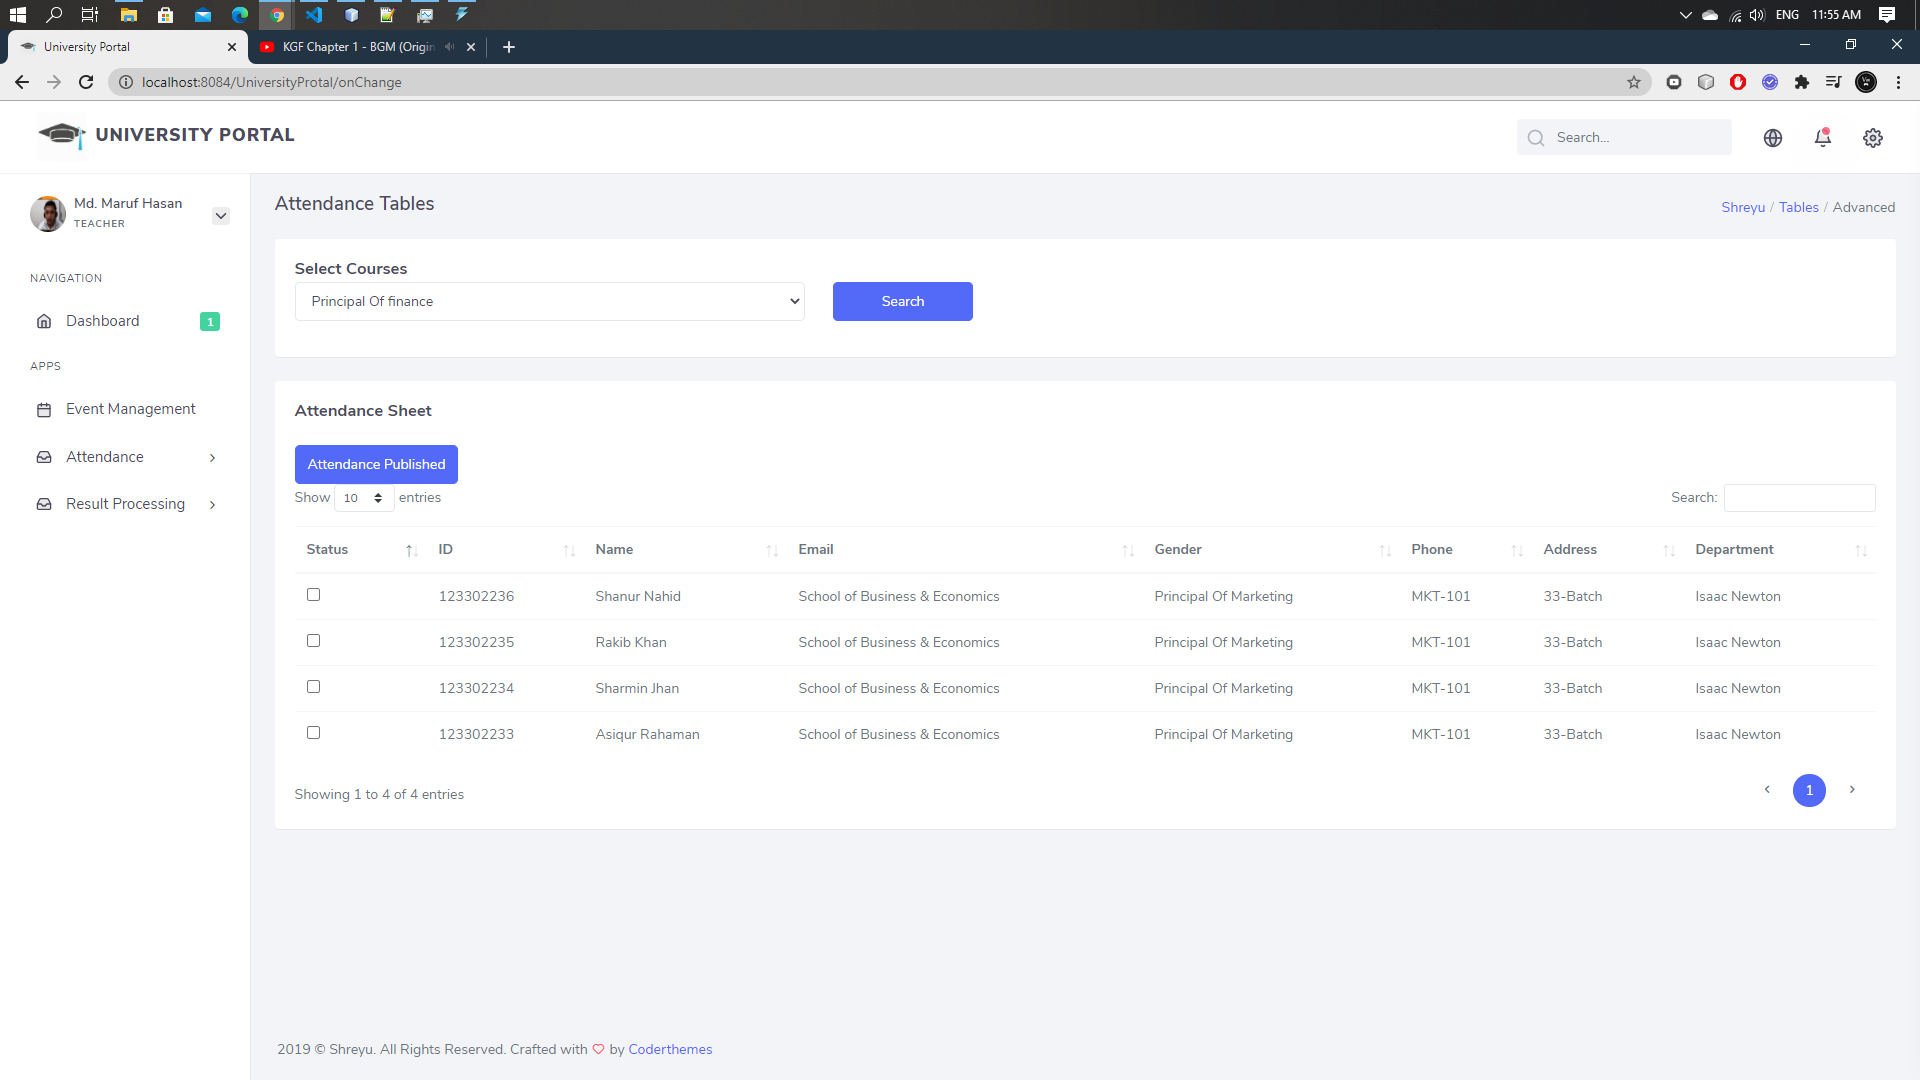 ENG 11:55 AM
University Portal
KGF Chapter 1 - BGM (Origin
localhost:8084/UniversityProtal/onChange
UNIVERSITY PORTAL
Search...
Md. Maruf Hasan
TEACHER
NAVIGATION
Dashboard 1
APPS
Event Management
Attendance
Result Processing
Attendance Tables
Shreyu / Tables / Advanced
Select Courses
Principal Of finance
Search
Attendance Sheet
Attendance Published
Show 10 entries
Search:
Status ID Name Email Gender Phone Address Department
123302236 Shanur Nahid School of Business & Economics Principal Of Marketing MKT-101 33-Batch Isaac Newton
123302235 Rakib Khan School of Business & Economics Principal Of Marketing MKT-101 33-Batch Isaac Newton
123302234 Sharmin Jhan School of Business & Economics Principal Of Marketing MKT-101 33-Batch Isaac Newton
123302233 Asiqur Rahaman School of Business & Economics Principal Of Marketing MKT-101 33-Batch Isaac Newton
Showing 1 to 4 of 4 entries
1
2019 © Shreyu. All Rights Reserved. Crafted with ♡ by Coderthemes